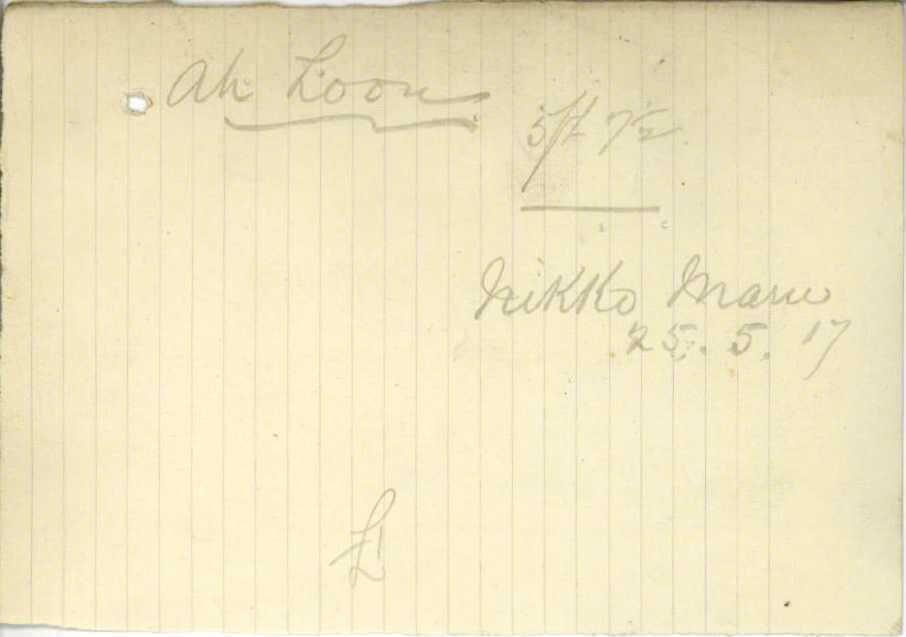 Ah Loon
5ft 7½
Nikko Maru
25.5.17
£